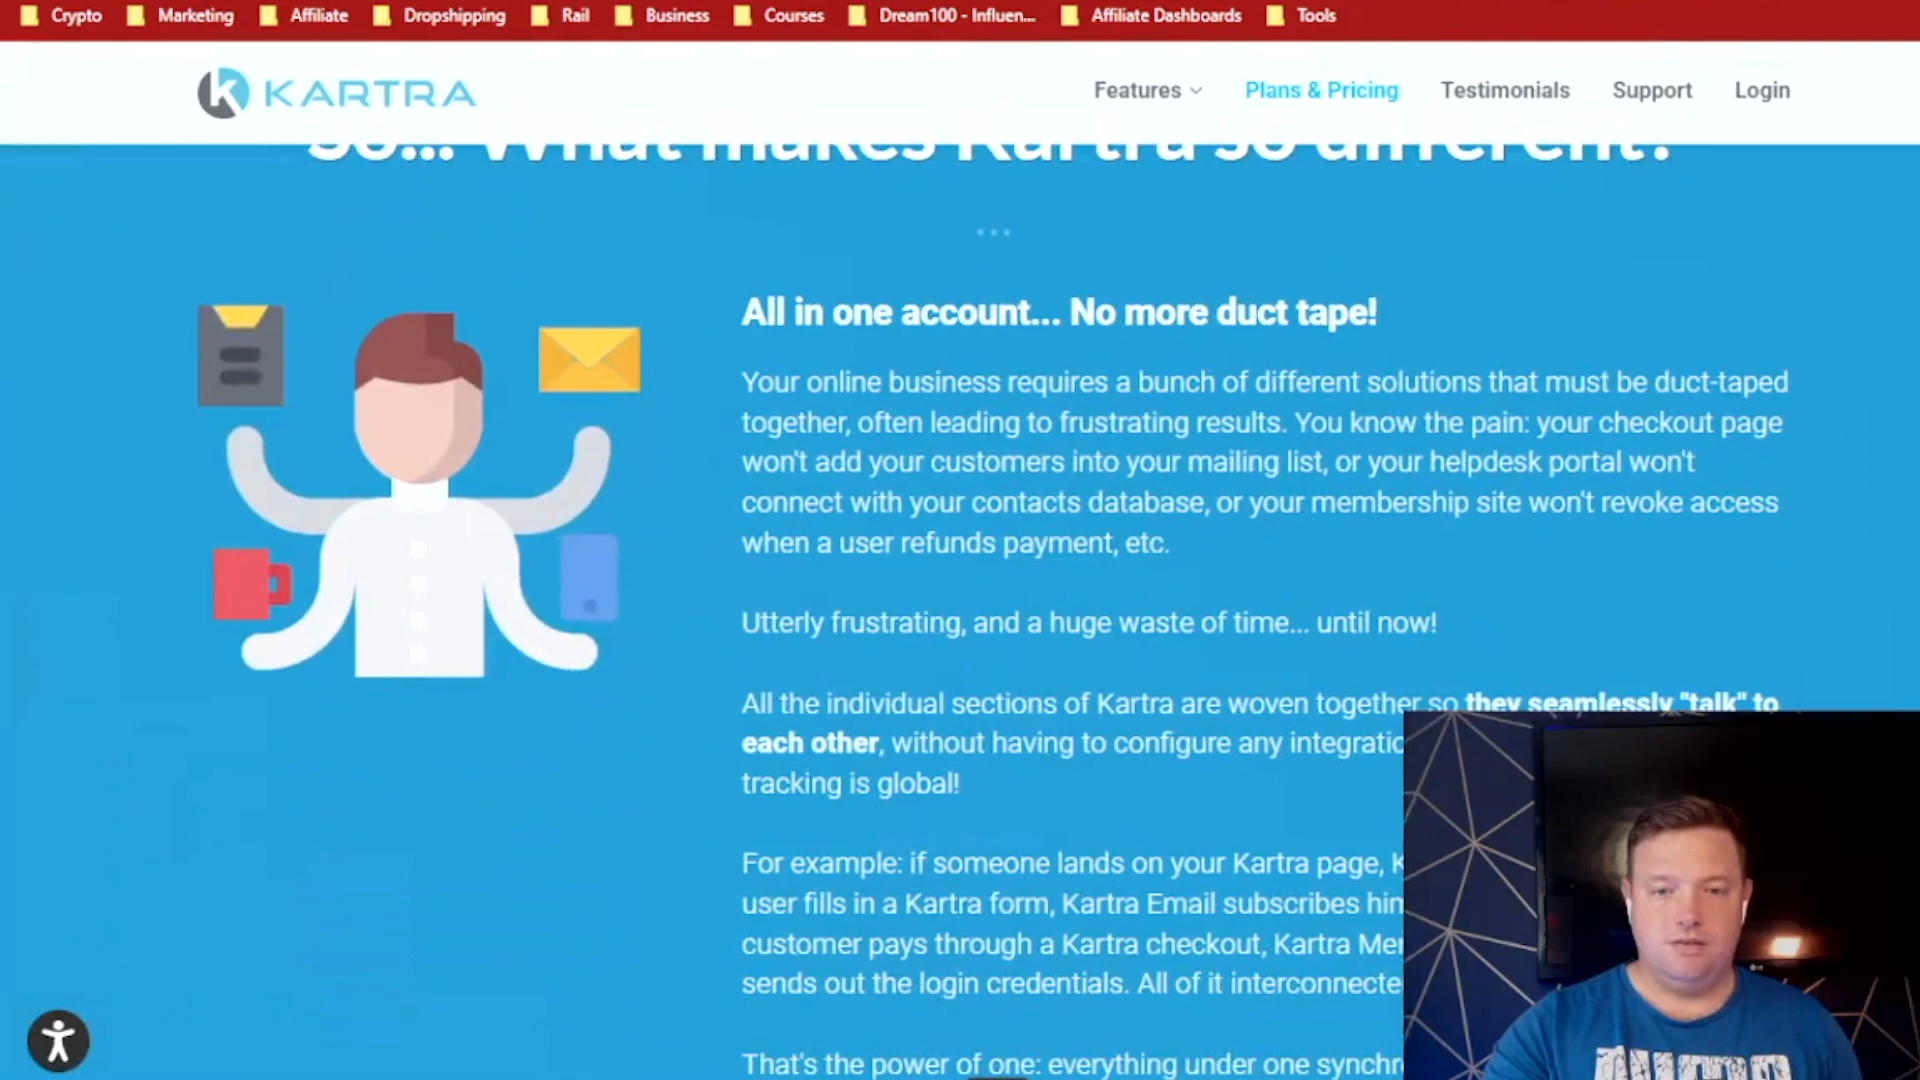 Crypto Marketing Affiliate Dropshipping Rail Business Courses Dream100 - Influen... Affiliate Dashboards Tools
KARTRA Features Plans & Pricing Testimonials Support Login
So... What makes Kartra so different?
All in one account... No more duct tape!
Your online business requires a bunch of different solutions that must be duct-taped
together, often leading to frustrating results. You know the pain: your checkout page
won't add your customers into your mailing list, or your helpdesk portal won't
connect with your contacts database, or your membership site won't revoke access
when a user refunds payment, etc.
Utterly frustrating, and a huge waste of time... until now!
All the individual sections of Kartra are woven together so they seamlessly "talk" to
each other, without having to configure any
tracking is global!
For example: if someone lands on your Kartra page,
user fills in a Kartra form, Kartra Email subscribes
customer pays through a Kartra checkout, Kartra
sends out the login credentials. All of it
That's the power of one: everything under one